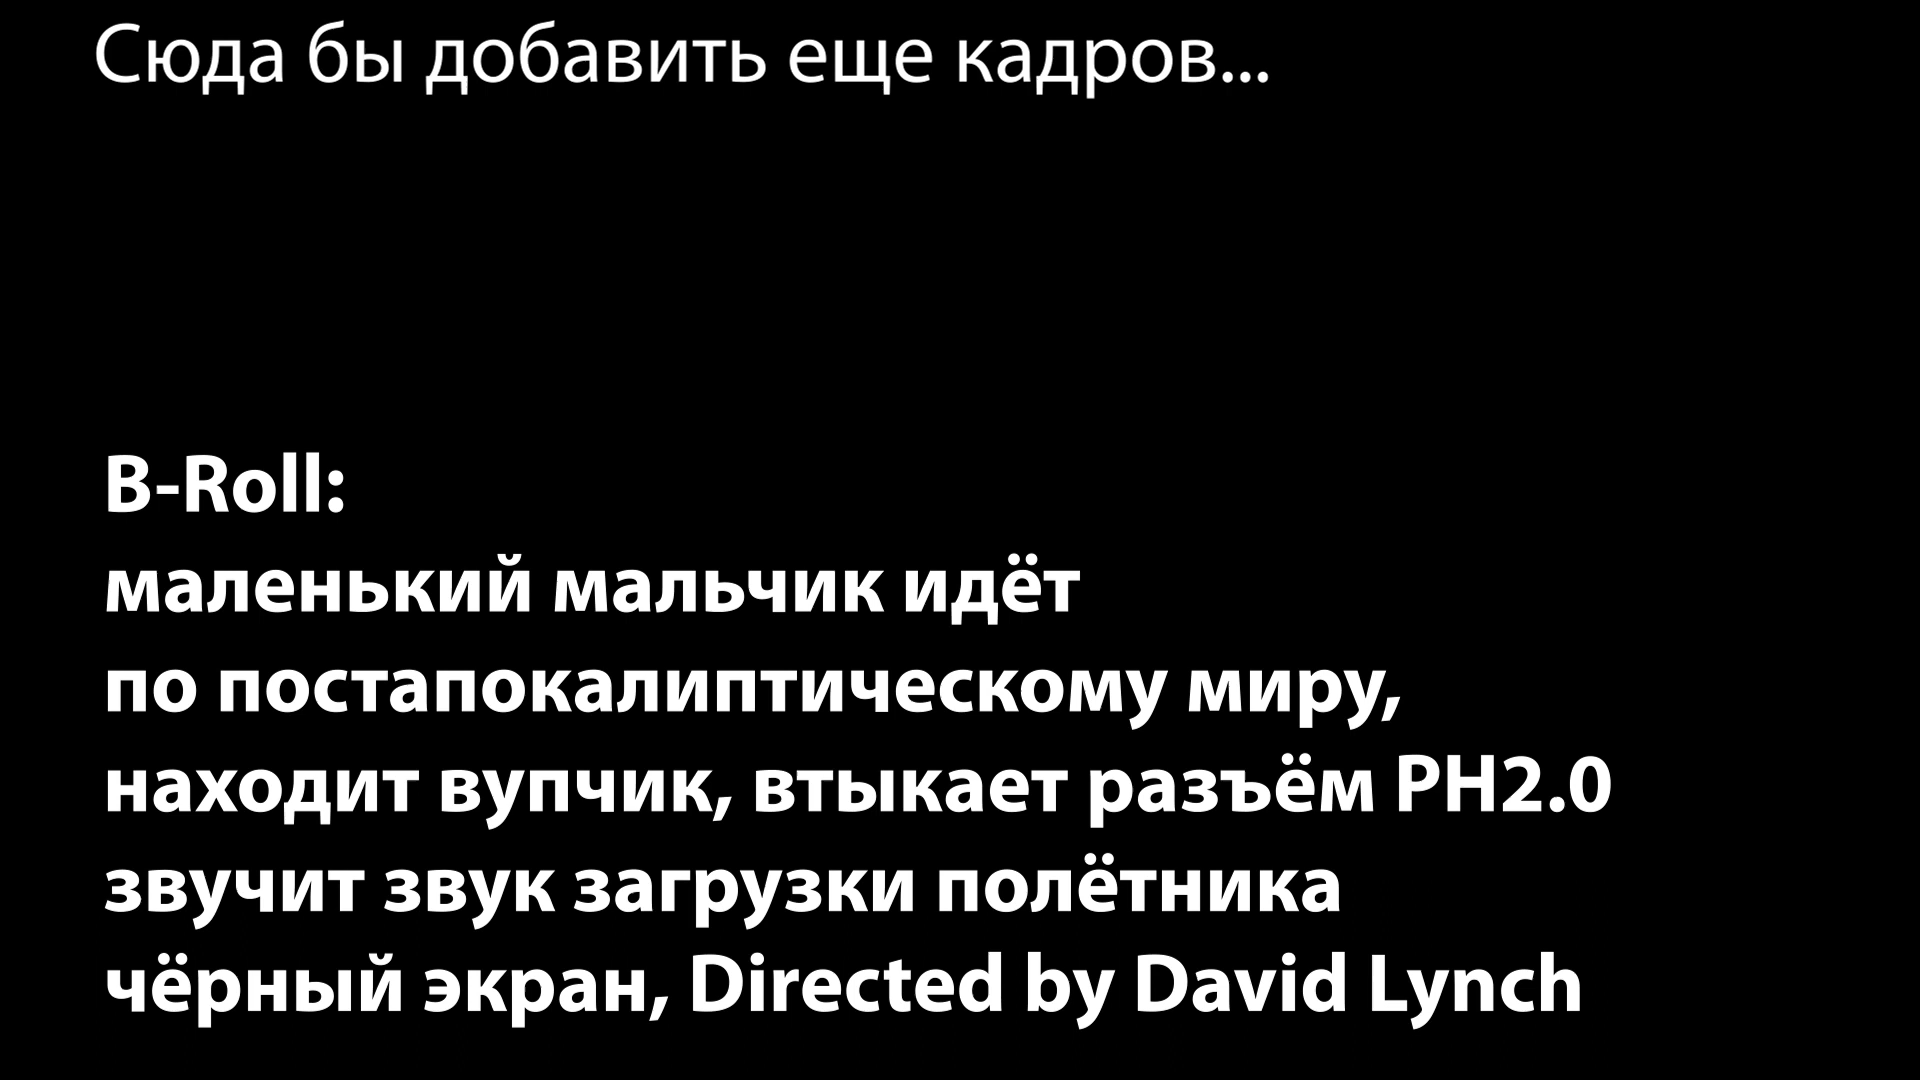 Сюда бы добавить еще кадров...
B-Roll:
маленький мальчик идёт
по постапокалиптическому миру,
находит вупчик, втыкает разъём PH2.0
звучит звук загрузки полётника
чёрный экран, Directed by David Lynch